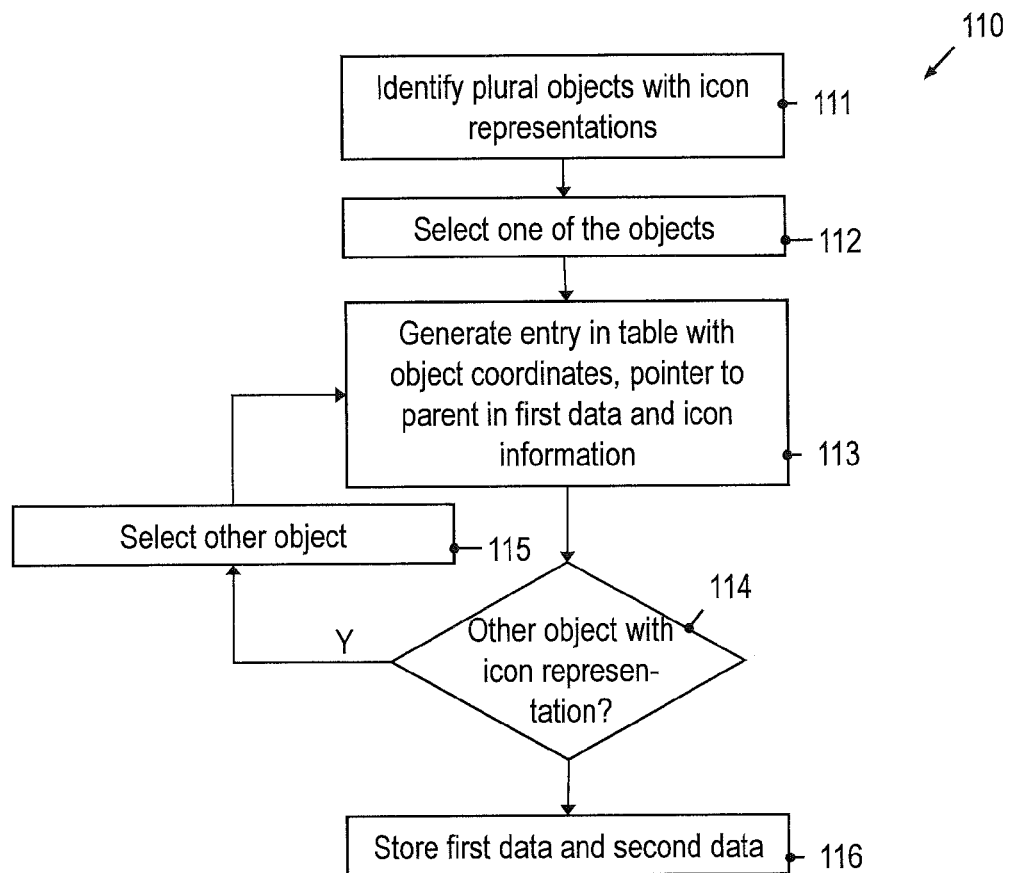 110
Identify plural objects with icon
representations
111
Select one of the objects
112
Generate entry in table with
object coordinates, pointer to
parent in first data and icon
information
113
Select other object
115
114
Y
Other object with
icon represen-
tation?
Store first data and second data
116